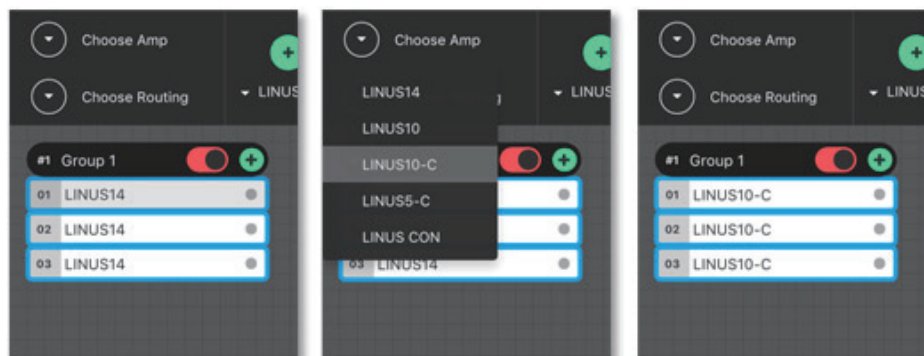 Choose Amp
Choose Routing
LINUS
#1 Group 1
01 LINUS14
02 LINUS14
03 LINUS14
Choose Amp
LINUS14
LINUS10
LINUS10-C
LINUS5-C
LINUS CON
LINUS
03 LINUS14
Choose Amp
Choose Routing
LINUS
#1 Group 1
01 LINUS10-C
02 LINUS10-C
03 LINUS10-C